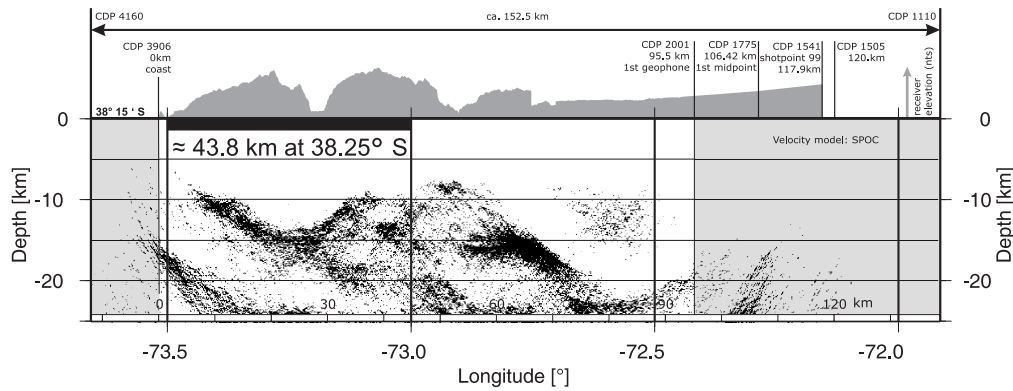 CDP 4160
ca. 152.5 km
CDP 1110
CDP 3906
0km
coast
CDP 2001
95.5 km
1st geophone
CDP 1775
106.42 km
1st midpoint
CDP 1541
shotpoint 99
117.9km
CDP 1505
120.km
receiver
elevation (nts)
38° 15 ' S
0
0
≈ 43.8 km at 38.25° S
Velocity model: SPOC
-10
-10
-20
-20
Depth [km]
Depth [km]
0
30
60
90
120 km
-73.5
-73.0
-72.5
-72.0
Longitude [°]